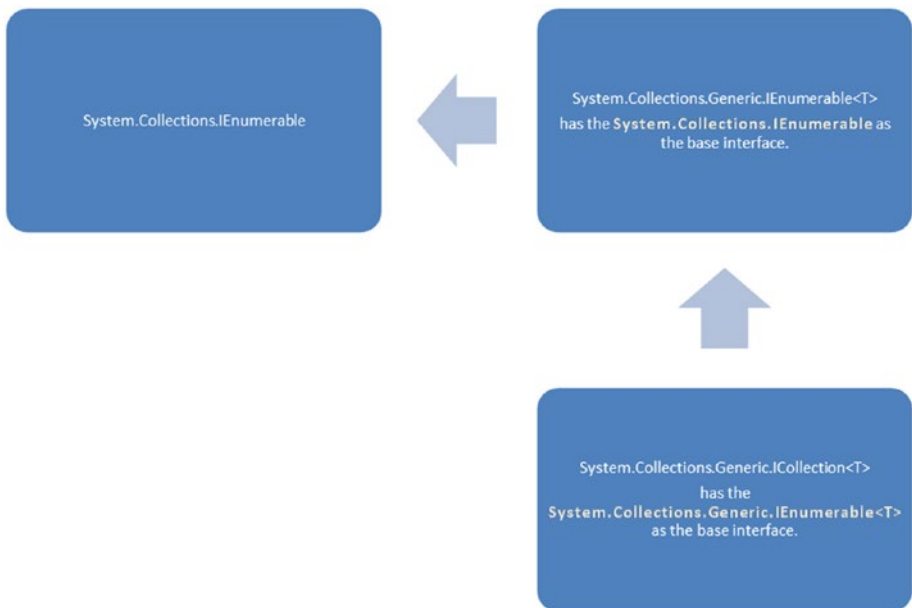 System.Collections.IEnumerable
System.Collections.Generic.IEnumerable<T>
has the System.Collections.IEnumerable as
the base interface.
System.Collections.Generic.ICollection<T>
has the
System.Collections.Generic.IEnumerable<T>
as the base interface.